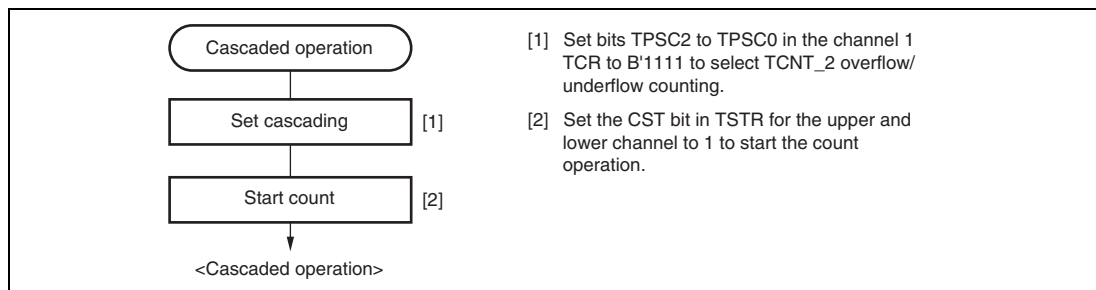 Cascaded operation
Set cascading [1]
Start count [2]
<Cascaded operation>
[1] Set bits TPSC2 to TPSC0 in the channel 1
TCR to B'1111 to select TCNT_2 overflow/
underflow counting.
[2] Set the CST bit in TSTR for the upper and
lower channel to 1 to start the count
operation.